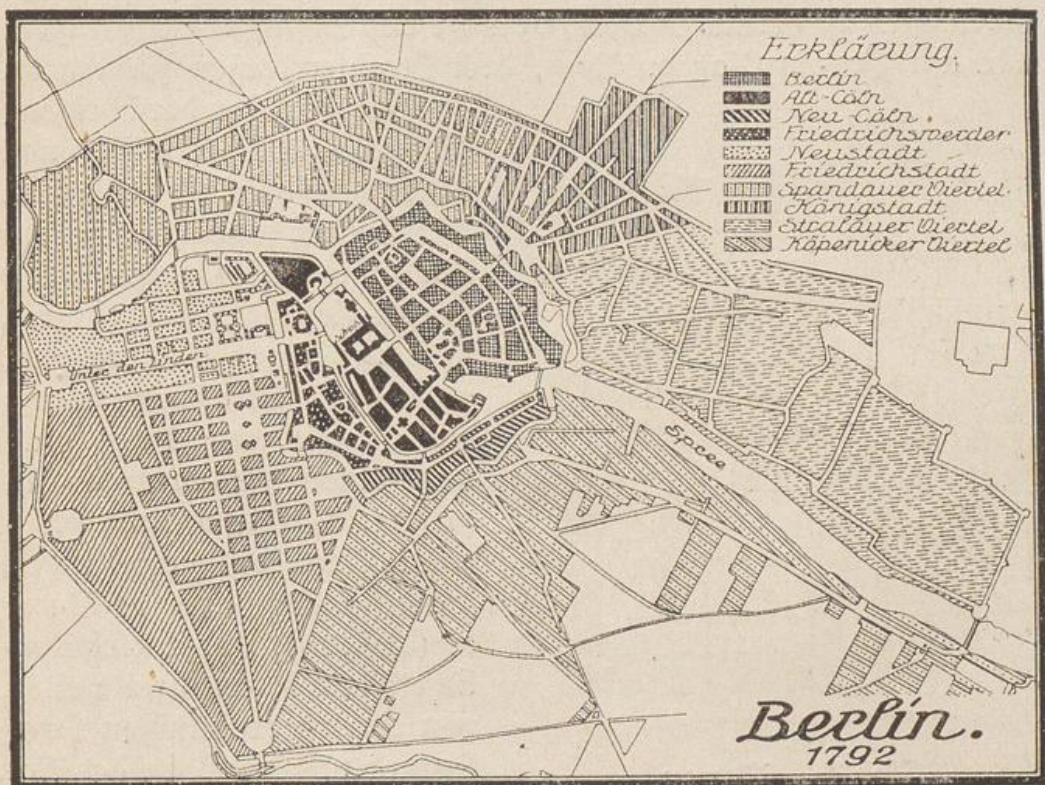 Erklärung.
Berlin
Alt-Cöln
Neu-Cöln.
Friedrichswerder
Neustadt
Friedrichstadt
Spandauer Viertel.
Königstadt
Stralauer Viertel
Köpenicker Viertel
Unter den Linden
Spree
Berlin.
1792